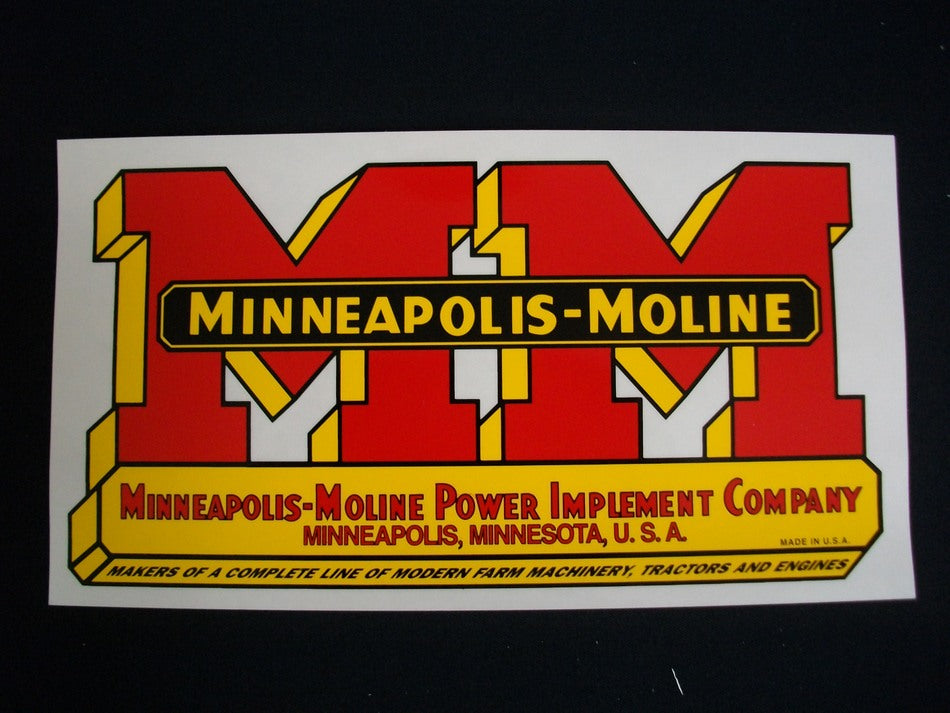 MM
MINNEAPOLIS-MOLINE
MINNEAPOLIS-MOLINE POWER IMPLEMENT COMPANY
MINNEAPOLIS, MINNESOTA, U. S. A.
MADE IN U.S.A.
MAKERS OF A COMPLETE LINE OF MODERN FARM MACHINERY, TRACTORS AND ENGINES